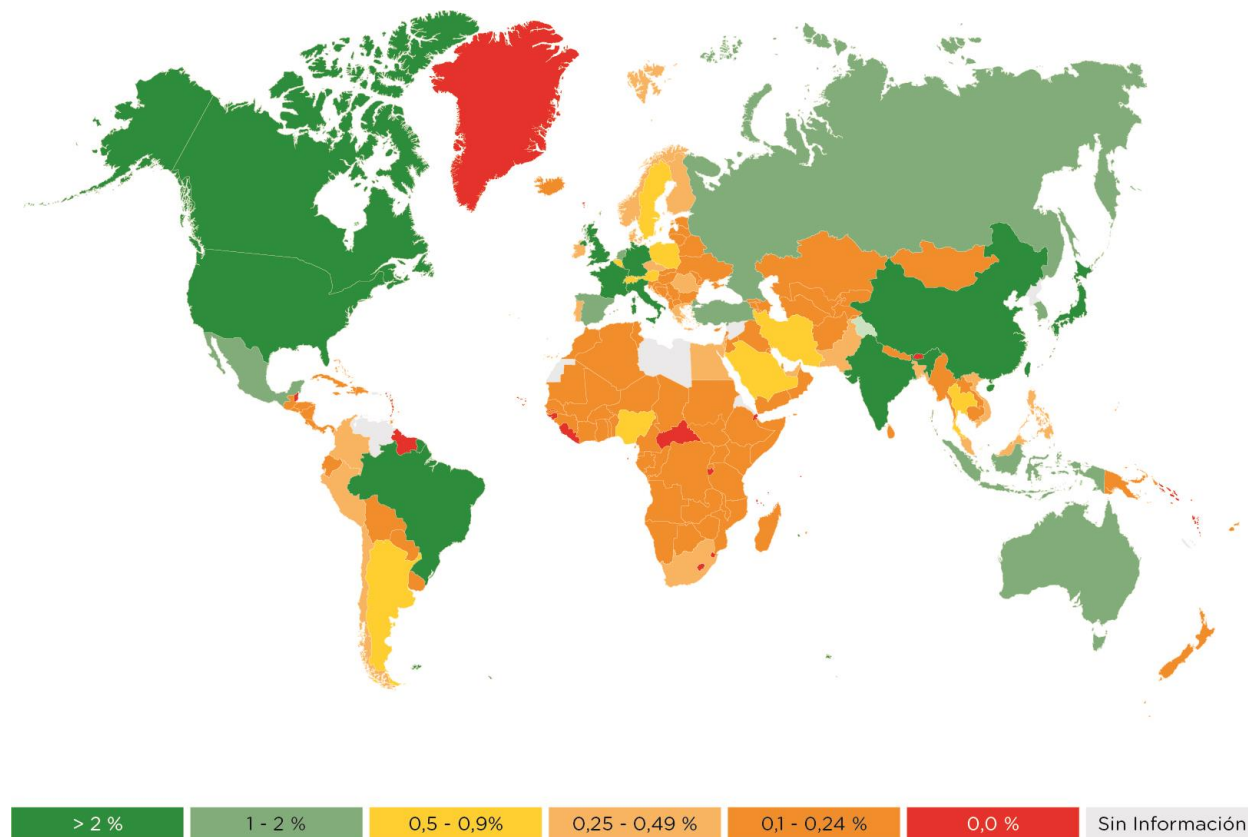 > 2 %
1 - 2 %
0,5 - 0,9%
0,25 - 0,49 %
0,1 - 0,24 %
0,0 %
Sin Información